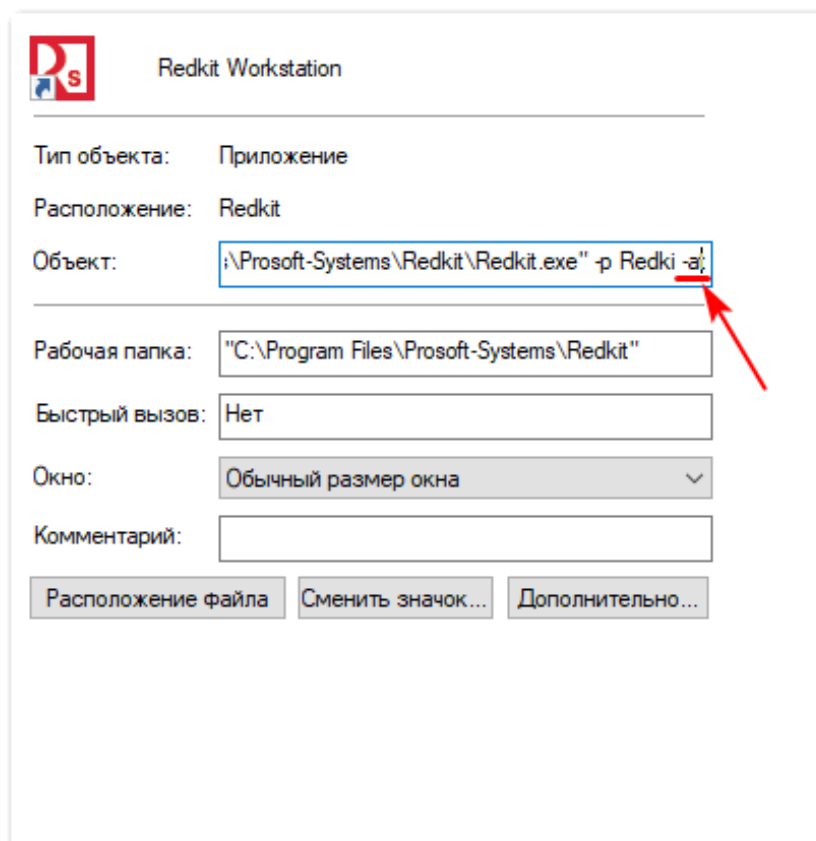 Rs
Redkit Workstation
Тип объекта: Приложение
Расположение: Redkit
Объект: ;\Prosoft-Systems\Redkit\Redkit.exe" -p Redki -a
Рабочая папка: "C:\Program Files\Prosoft-Systems\Redkit"
Быстрый вызов: Нет
Окно: Обычный размер окна
Комментарий:
Расположение файла Сменить значок... Дополнительно...